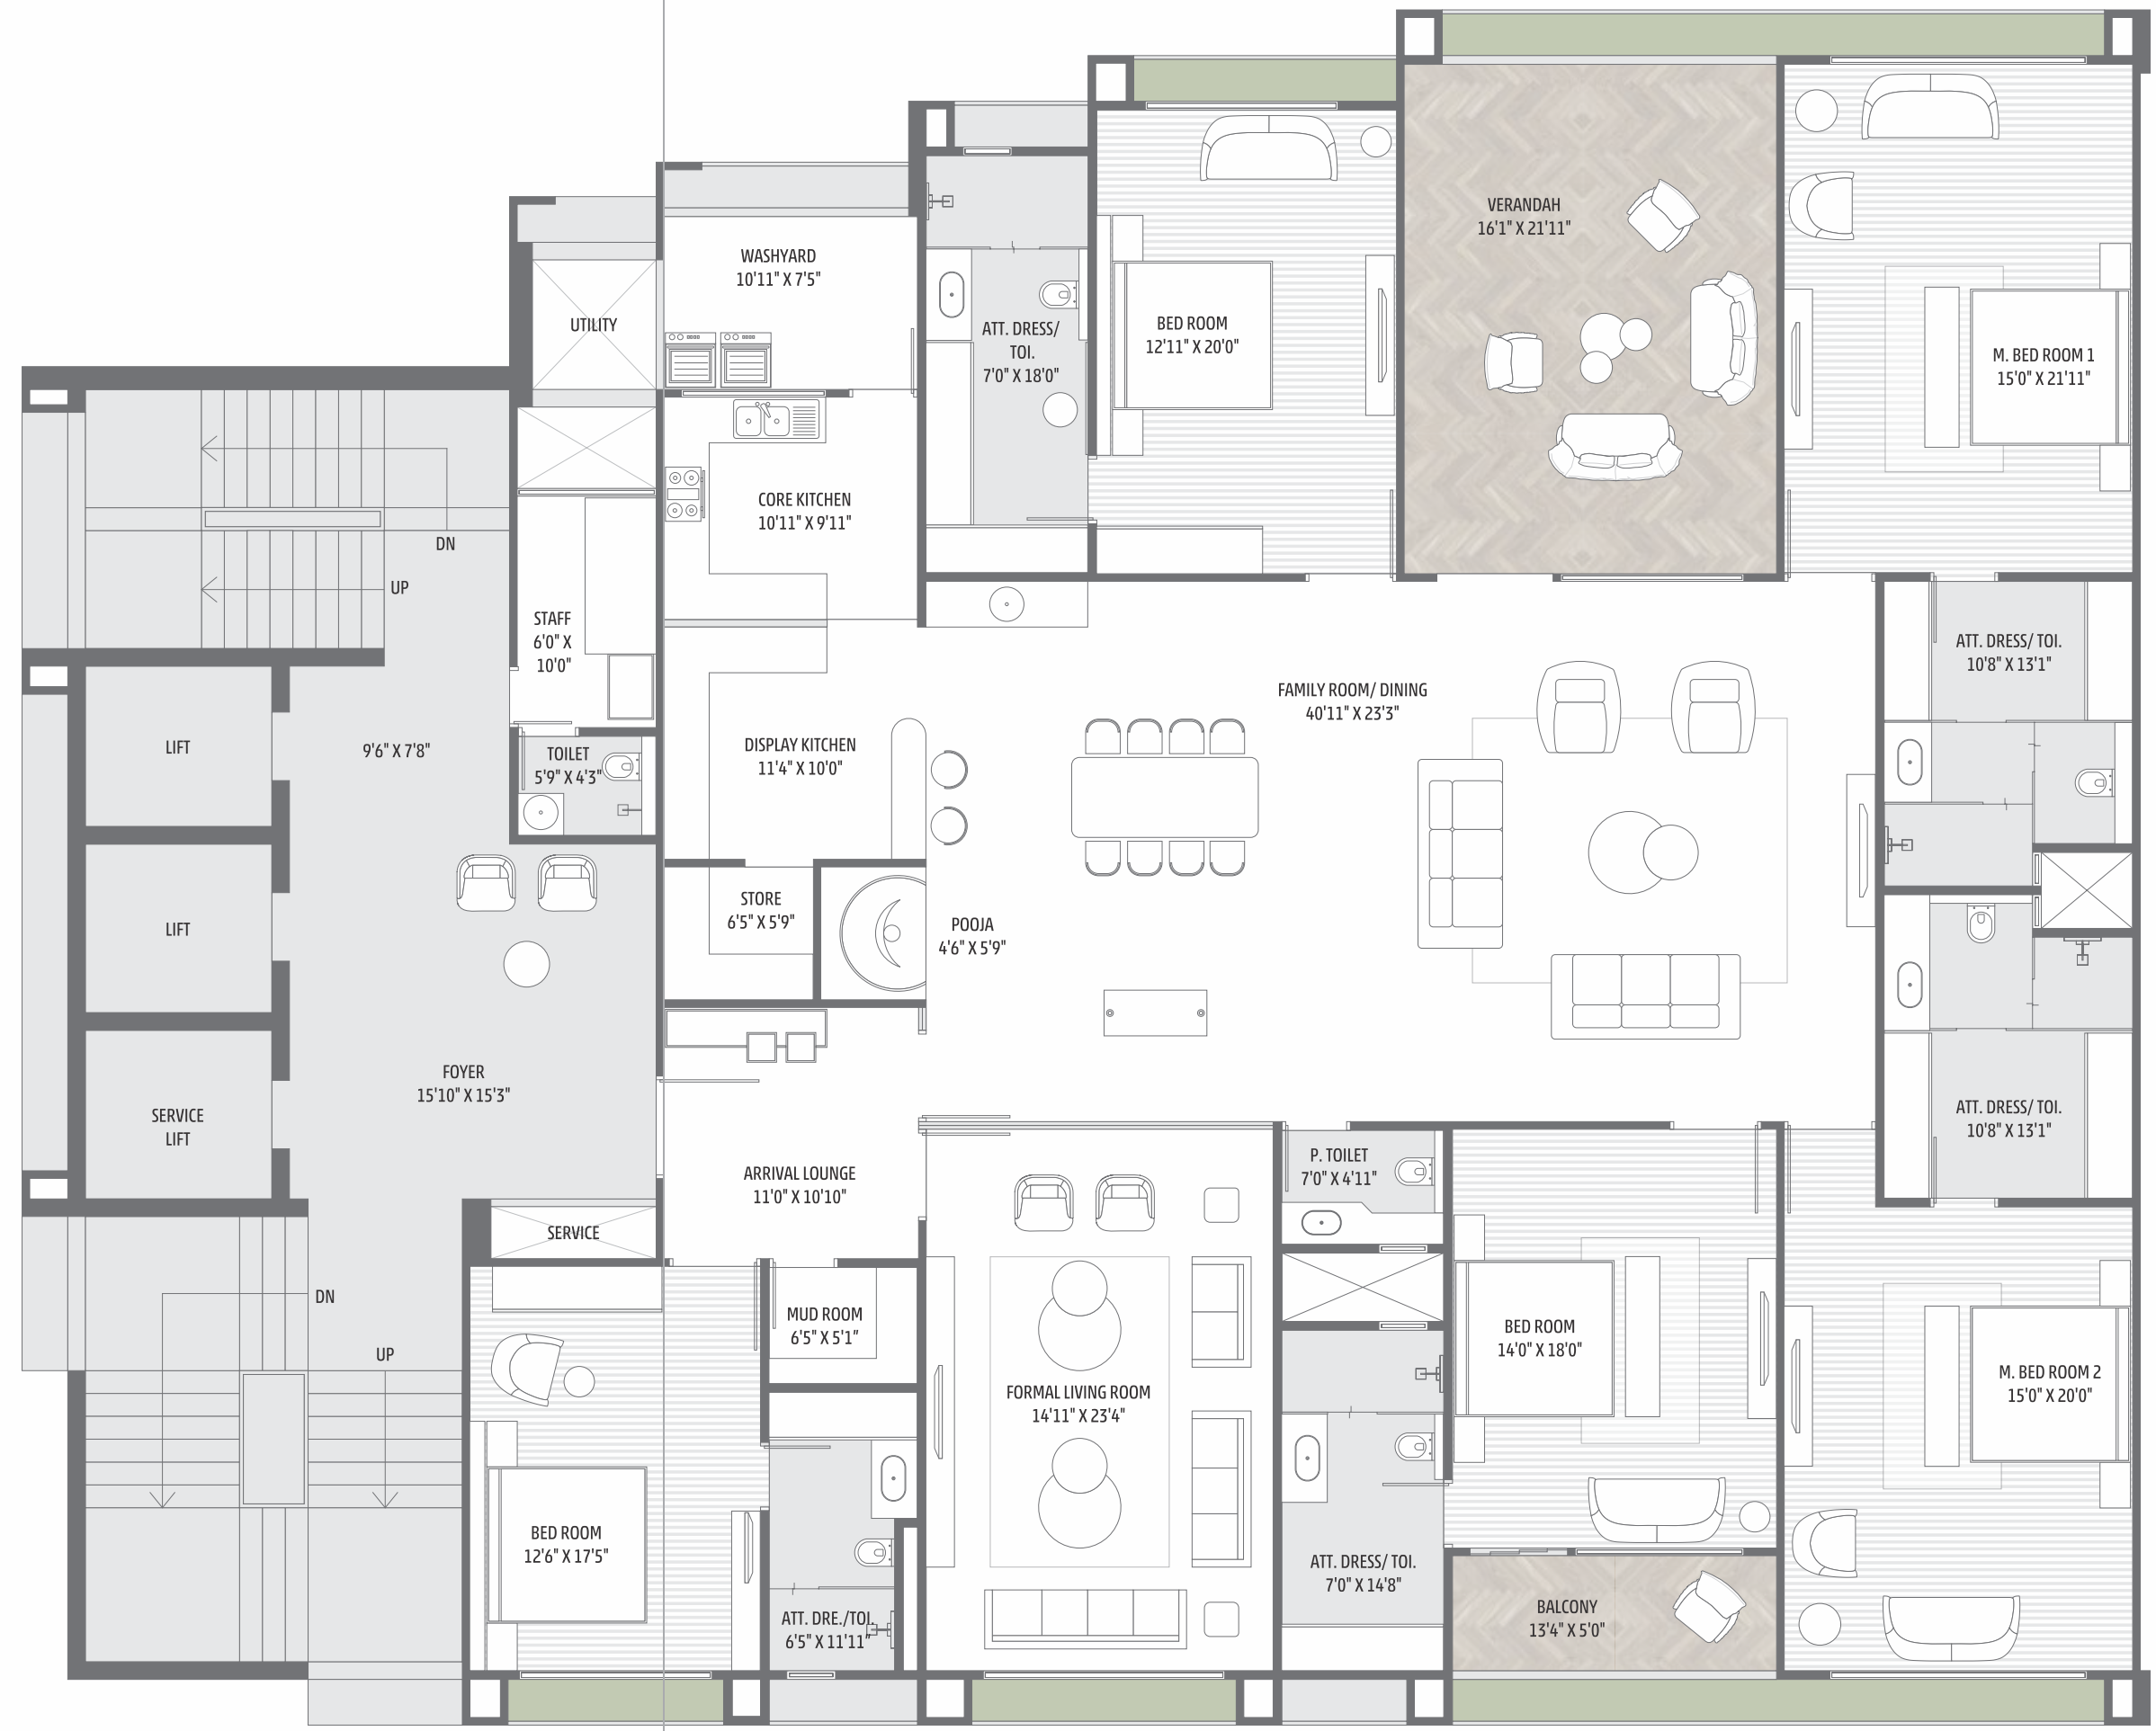 VERANDAH
16'1" X 21'11"
WASHYARD
10'11" X 7'5"
UTILITY
ATT. DRESS/
TOI.
7'0" X 18'0"
BED ROOM
12'11" X 20'0"
M. BED ROOM 1
15'0" X 21'11"
CORE KITCHEN
10'11" X 9'11"
DN
UP
STAFF
6'0" X
10'0"
ATT. DRESS/ TOI.
10'8" X 13'1"
FAMILY ROOM/ DINING
40'11" X 23'3"
LIFT
9'6" X 7'8"
TOILET
5'9" X 4'3"
DISPLAY KITCHEN
11'4" X 10'0"
STORE
6'5" X 5'9"
POOJA
4'6" X 5'9"
LIFT
FOYER
15'10" X 15'3"
SERVICE
LIFT
ATT. DRESS/ TOI.
10'8" X 13'1"
ARRIVAL LOUNGE
11'0" X 10'10"
P. TOILET
7'0" X 4'11"
SERVICE
DN
UP
MUD ROOM
6'5" X 5'1"
BED ROOM
14'0" X 18'0"
FORMAL LIVING ROOM
14'11" X 23'4"
M. BED ROOM 2
15'0" X 20'0"
BED ROOM
12'6" X 17'5"
ATT. DRESS/ TOI.
7'0" X 14'8"
ATT. DRE./TOI.
6'5" X 11'11"
BALCONY
13'4" X 5'0"